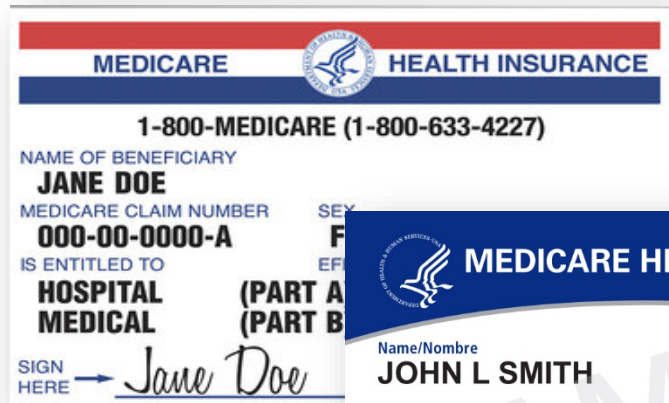 MEDICARE HEALTH INSURANCE
1-800-MEDICARE (1-800-633-4227)
NAME OF BENEFICIARY
JANE DOE
MEDICARE CLAIM NUMBER SEX
000-00-0000-A F
IS ENTITLED TO
HOSPITAL (PART A)
MEDICAL (PART B)
SIGN
HERE Jane Doe
MEDICARE
Name/Nombre
JOHN L SMITH